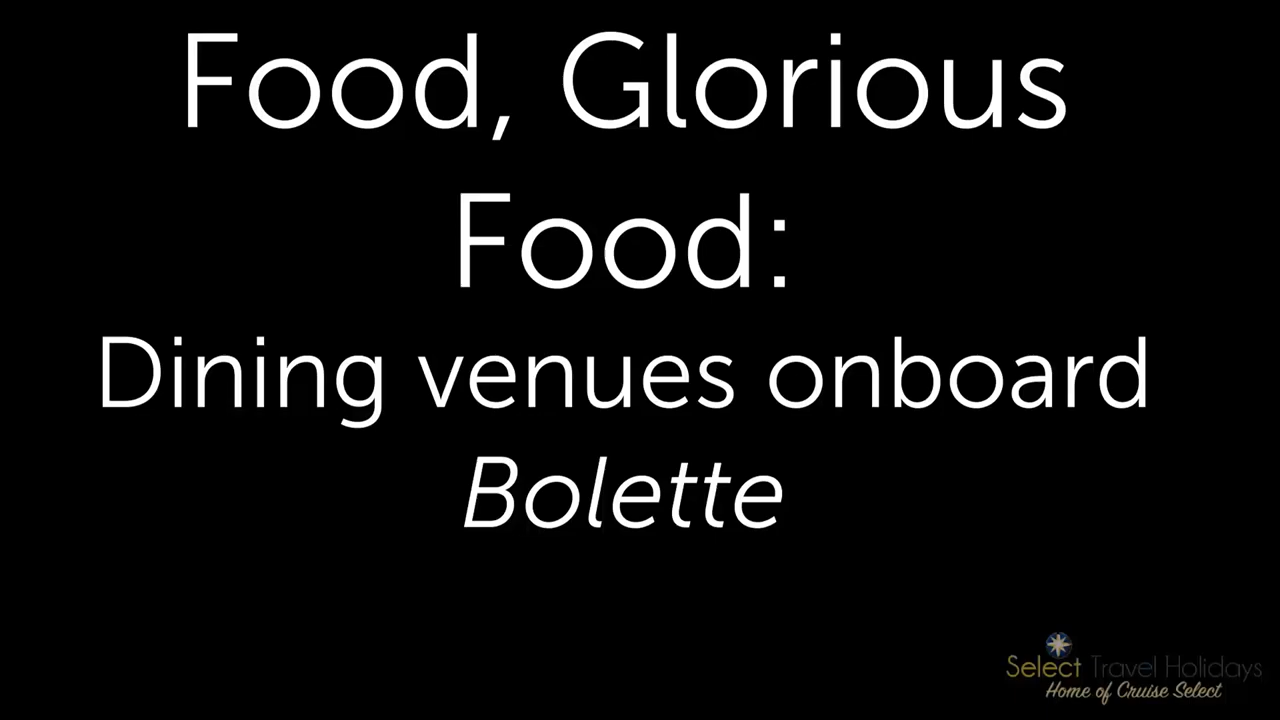 Food, Glorious
Food:
Dining venues onboard
Bolette
Select Travel Holidays
Home of Cruise Select